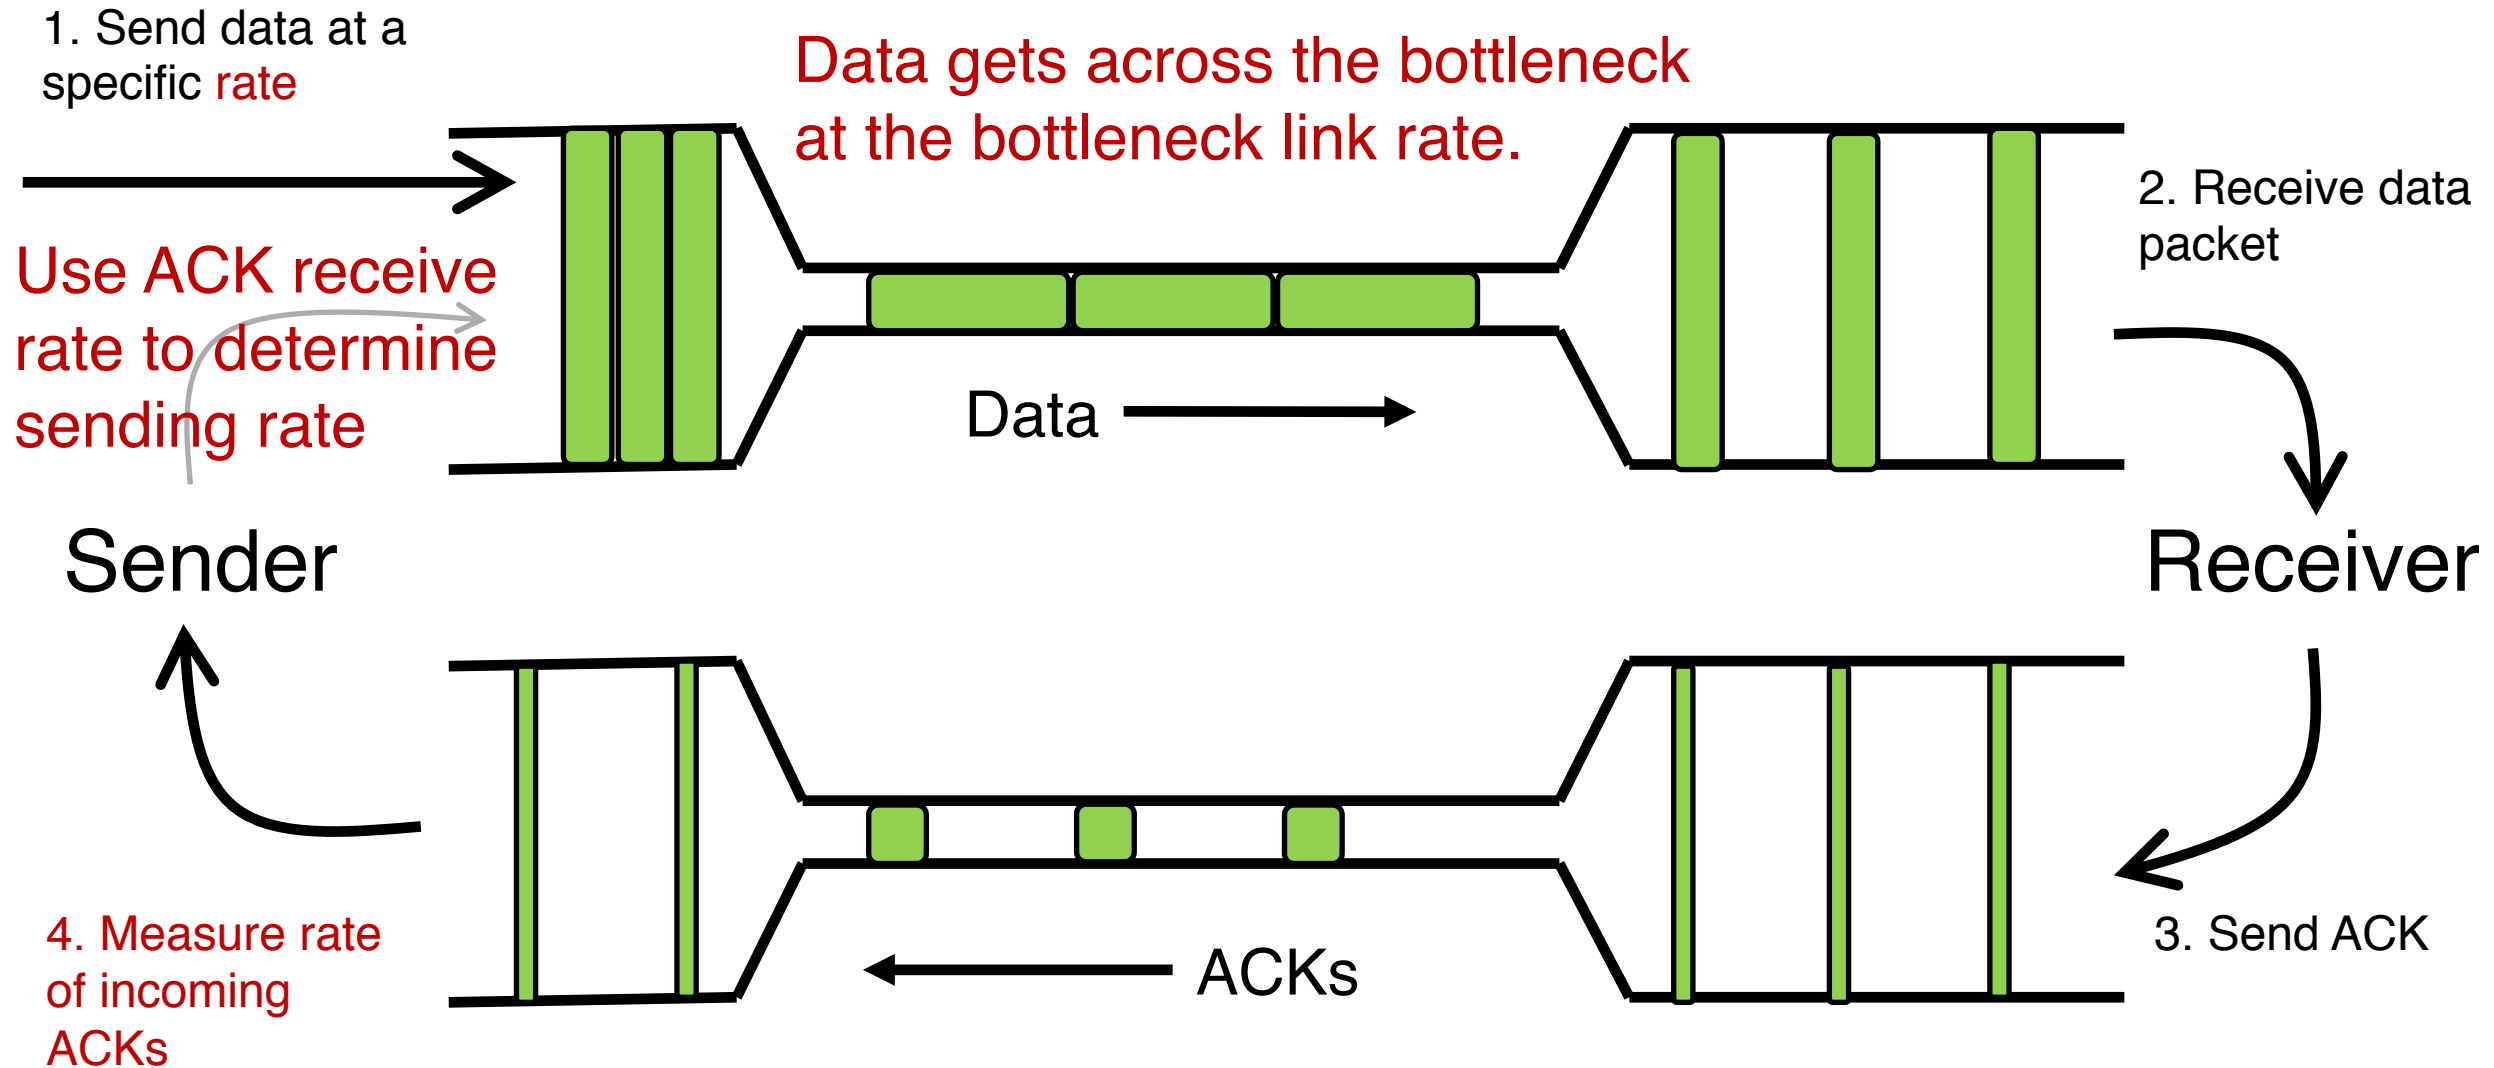 1. Send data at a
specific rate
Data gets across the bottleneck
at the bottleneck link rate.
2. Receive data
packet
Use ACK receive
rate to determine
sending rate
Data
Sender
Receiver
4. Measure rate
of incoming
ACKs
ACKs
3. Send ACK